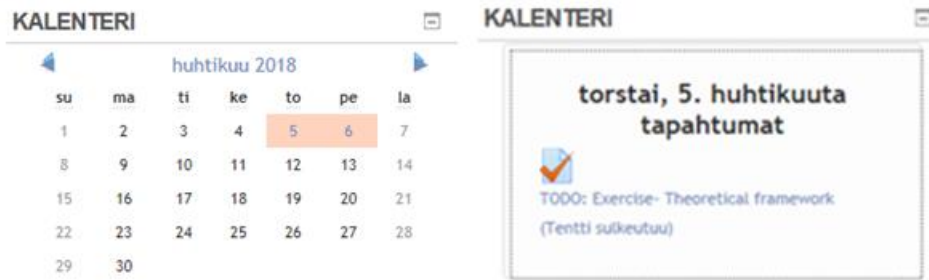 KALENTERI
huhtikuu 2018
su ma ti ke to pe la
1 2 3 4 5 6 7
8 9 10 11 12 13 14
15 16 17 18 19 20 21
22 23 24 25 26 27 28
29 30
KALENTERI
torstai, 5. huhtikuuta
tapahtumat
TODO: Exercise- Theoretical framework
(Tentti sulkeutuu)